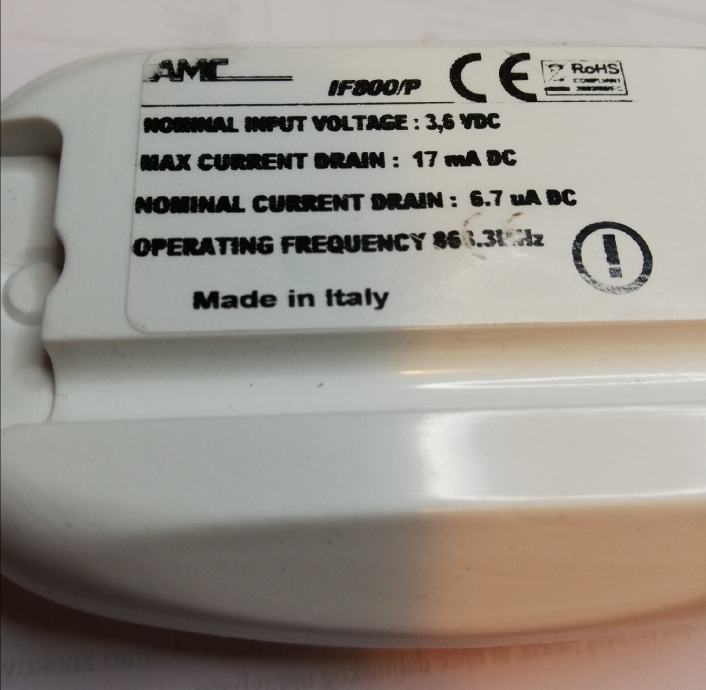 AMC
IF800/P
CE
RoHS
COMPLIANT
NOMINAL INPUT VOLTAGE : 3,6 VDC
MAX CURRENT DRAIN : 17 mA DC
NOMINAL CURRENT DRAIN : 6.7 uA DC
OPERATING FREQUENCY
Made in Italy